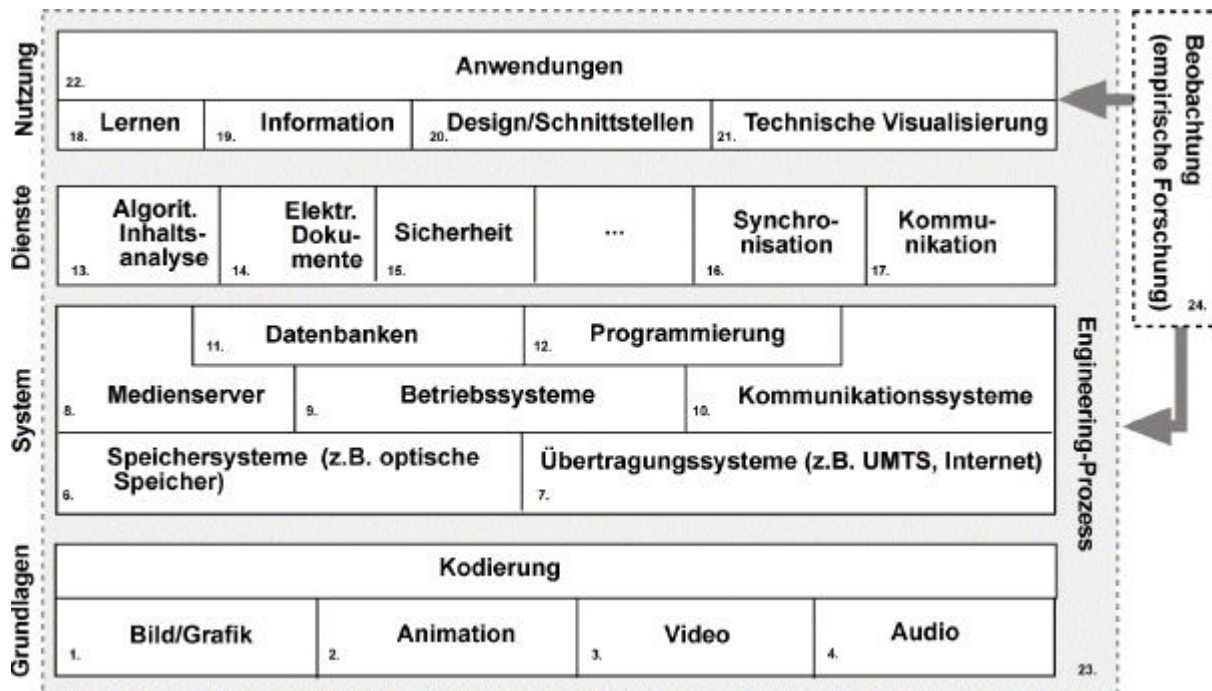 Nutzung
Anwendungen
22.
18. Lernen
19. Information
20. Design/Schnittstellen
21. Technische Visualisierung
Dienste
Algorit.
Inhalts-
13. analyse
Elektr.
Doku-
14. mente
Sicherheit
15.
...
Synchro-
nisation
16.
Kommu-
nikation
17.
System
11. Datenbanken
12. Programmierung
8. Medienserver
9. Betriebssysteme
10. Kommunikationssysteme
Speichersysteme (z.B. optische
6. Speicher)
Übertragungssysteme (z.B. UMTS, Internet)
7.
Grundlagen
Kodierung
1. Bild/Grafik
2. Animation
3. Video
4. Audio
Engineering-Prozess
23.
Beobachtung
(empirische Forschung)
24.